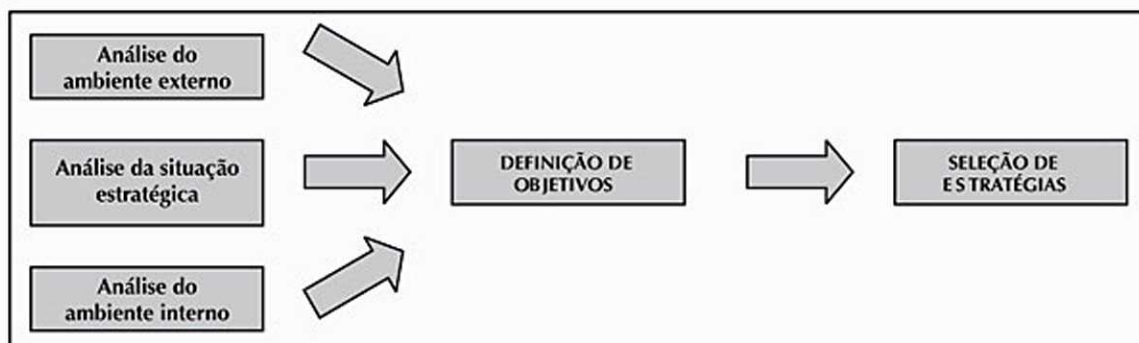 Análise do
ambiente externo
Análise da situação
estratégica
Análise do
ambiente interno
DEFINIÇÃO DE
OBJETIVOS
SELEÇÃO DE
ESTRATÉGIAS